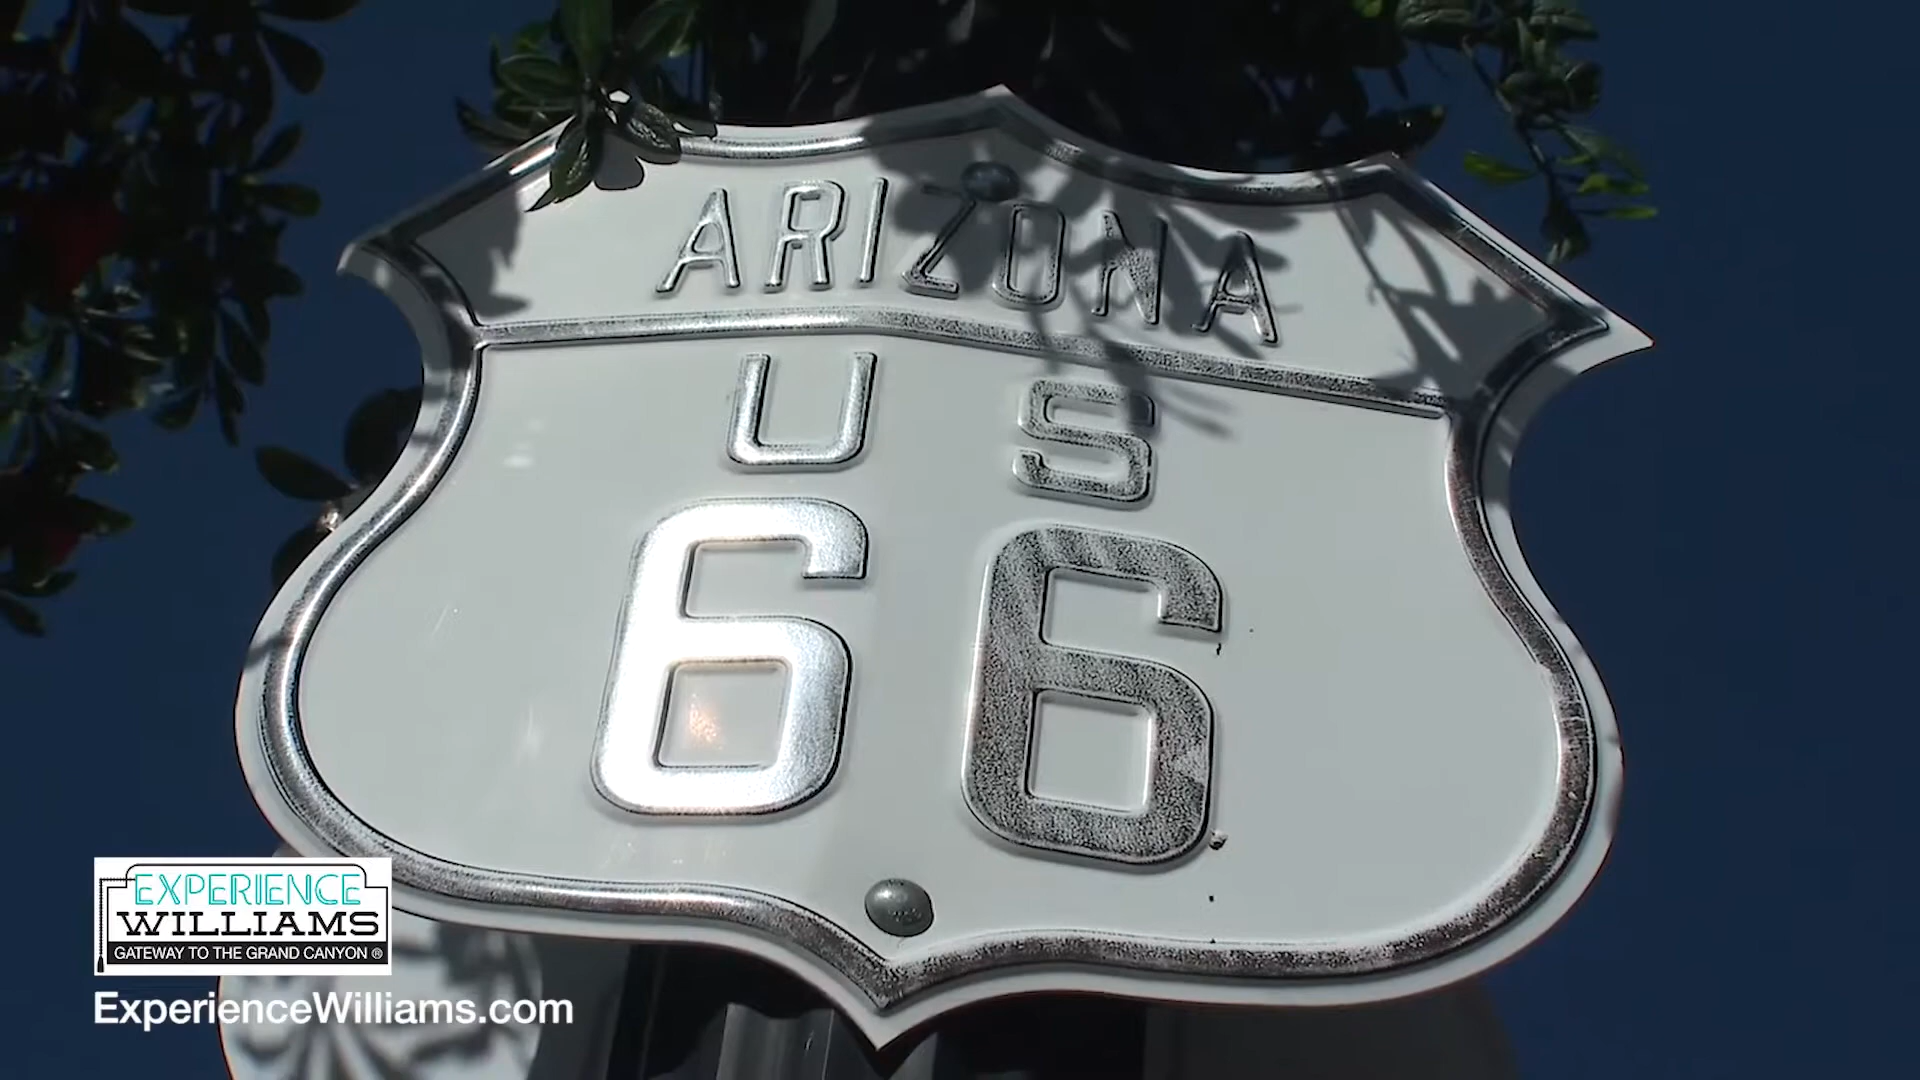 ARIZONA
U S
66
EXPERIENCE
WILLIAMS
GATEWAY TO THE GRAND CANYON ®
ExperienceWilliams.com